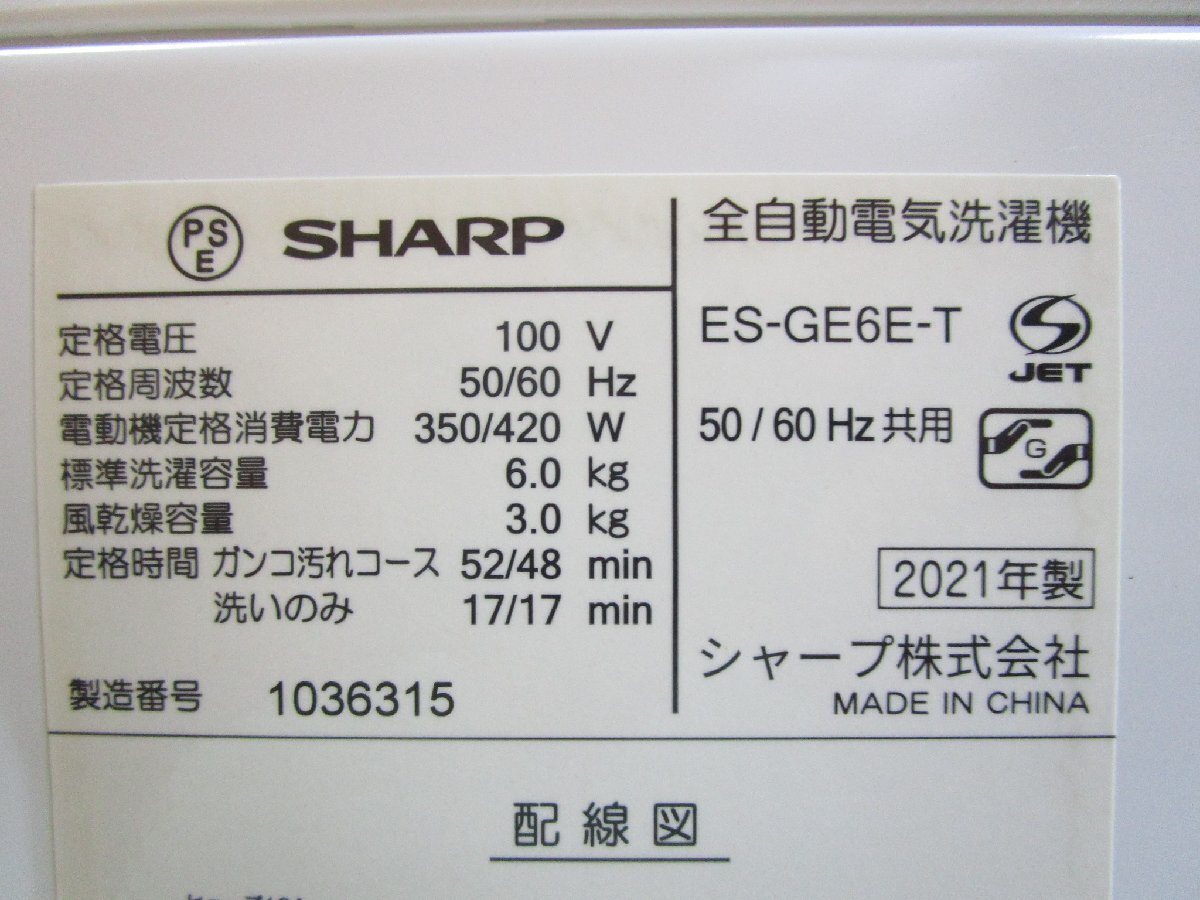 PSE SHARP
定格電圧 100 V
定格周波数 50/60 Hz
電動機定格消費電力 350/420 W
標準洗濯容量 6.0 kg
風乾燥容量 3.0 kg
定格時間 ガンコ汚れコース 52/48 min
洗いのみ 17/17 min
製造番号 1036315
全自動電気洗濯機
ES-GE6E-T JET
50/60 Hz 共用 G
2021年製
シャープ株式会社
MADE IN CHINA
配線図